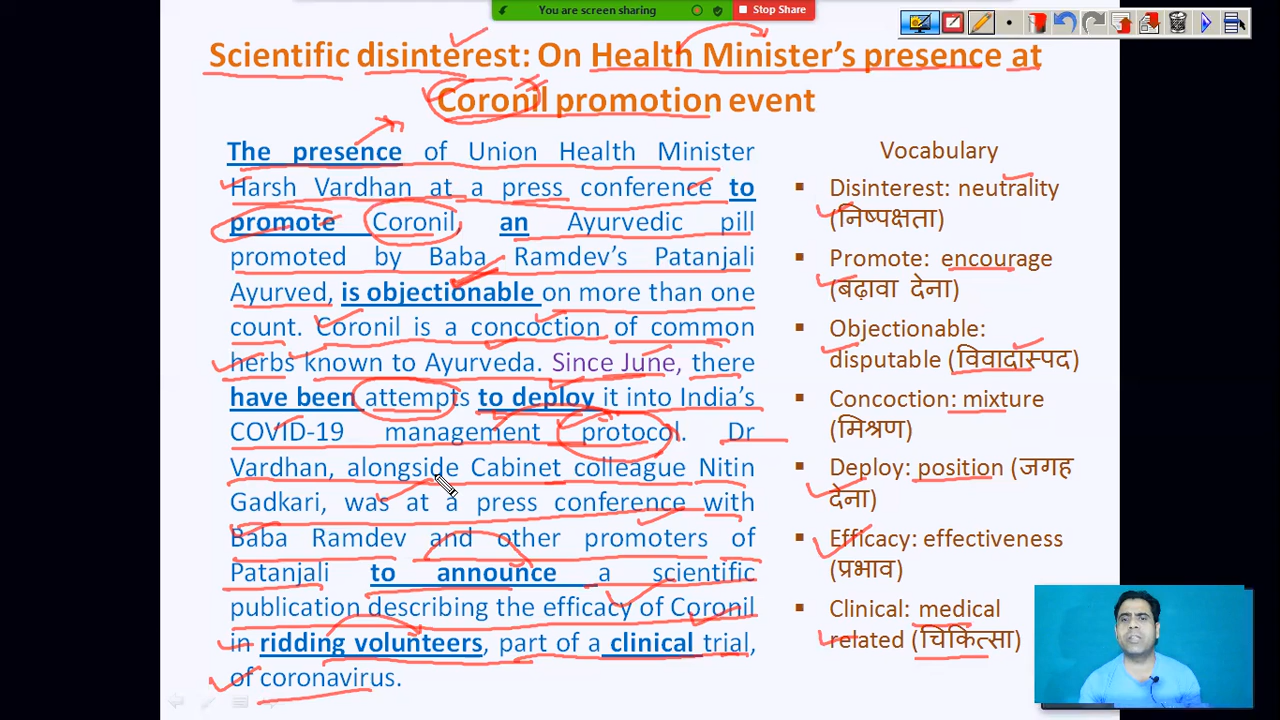 You are screen sharing
Stop Share
Scientific disinterest: On Health Minister's presence at
Coronil promotion event
The presence of Union Health Minister
Harsh Vardhan at a press conference to
promote Coronil, an Ayurvedic pill
promoted by Baba Ramdev's Patanjali
Ayurved, is objectionable on more than one
count. Coronil is a concoction of common
herbs known to Ayurveda. Since June, there
have been attempts to deploy it into India's
COVID-19 management protocol. Dr
Vardhan, alongside Cabinet colleague Nitin
Gadkari, was at a press conference with
Baba Ramdev and other promoters of
Patanjali to announce a scientific
publication describing the efficacy of Coronil
in ridding volunteers, part of a clinical trial,
of coronavirus.
Vocabulary
▪ Disinterest: neutrality
(निष्पक्षता)
▪ Promote: encourage
(बढ़ावा देना)
▪ Objectionable:
disputable (विवादास्पद)
▪ Concoction: mixture
(मिश्रण)
▪ Deploy: position (जगह
देना)
▪ Efficacy: effectiveness
(प्रभाव)
▪ Clinical: medical
related (चिकित्सा)